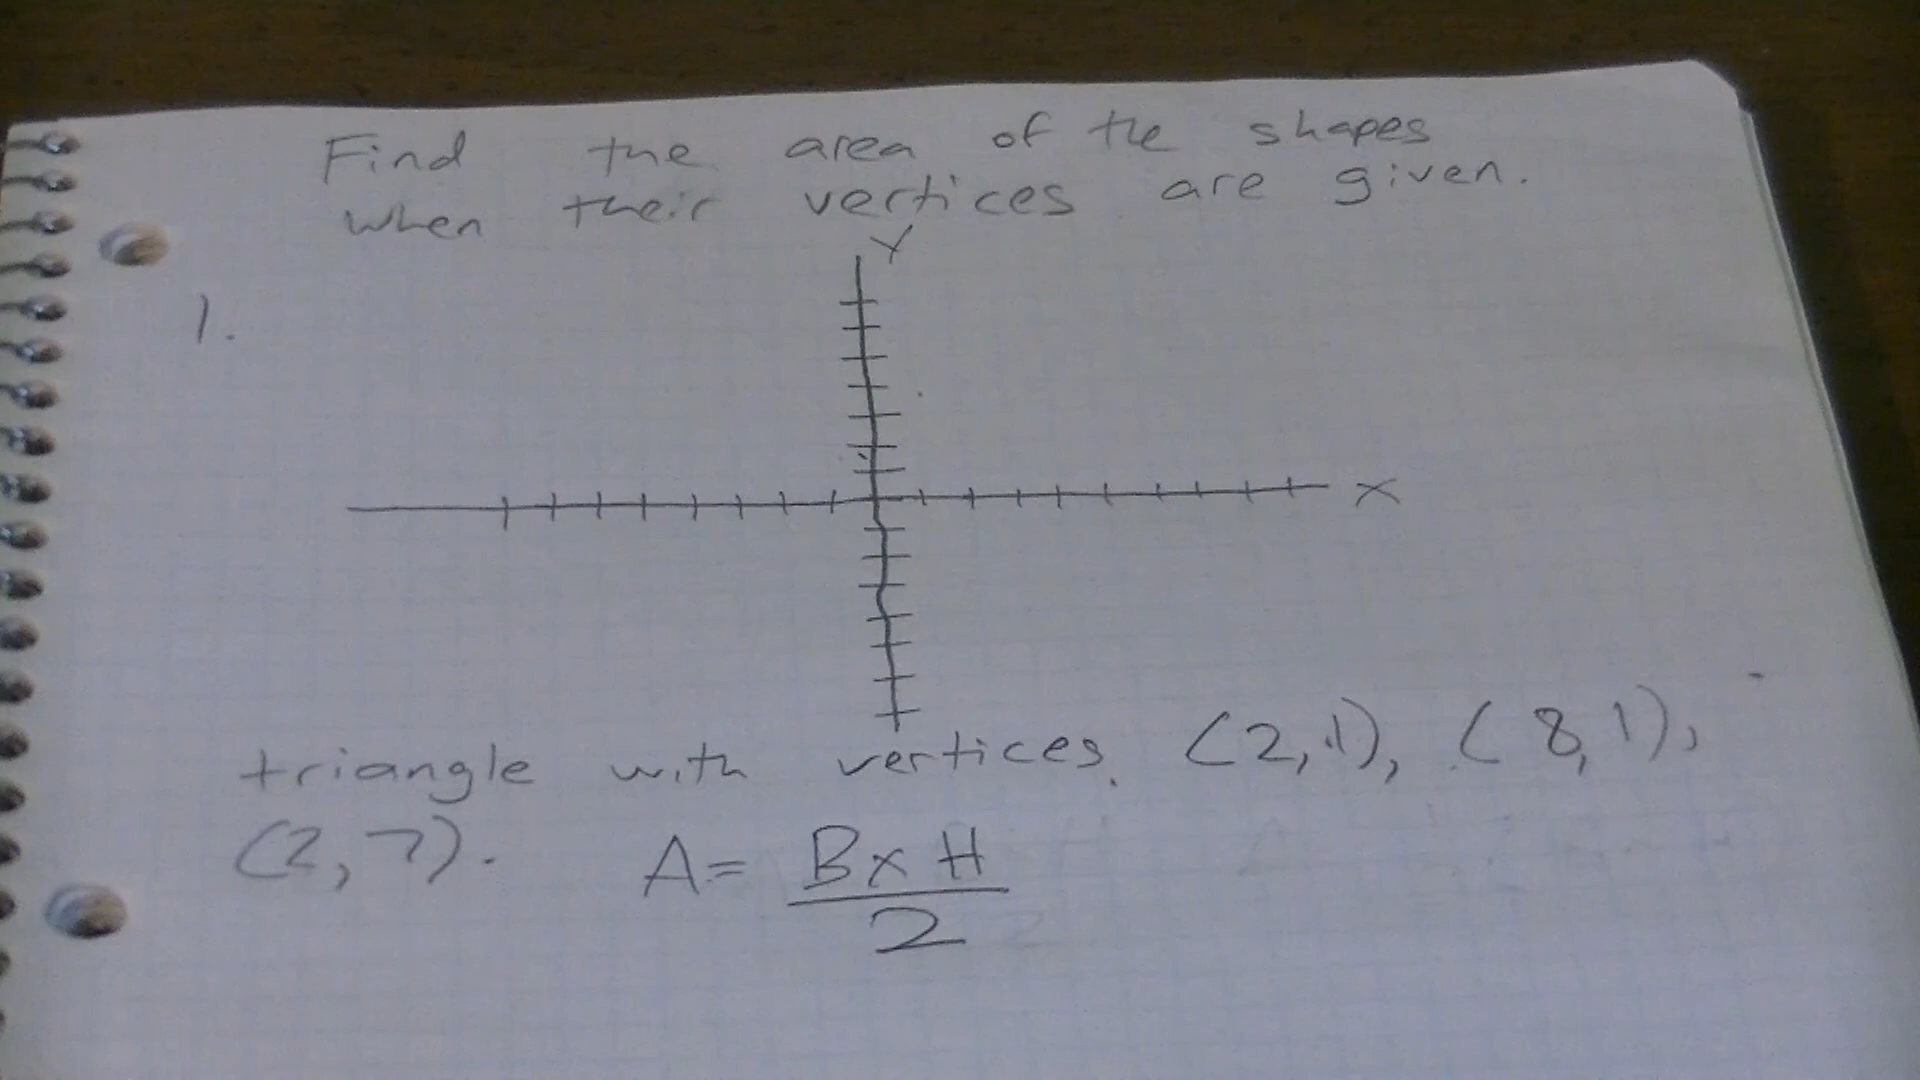 Find the area of the shapes
when their vertices are given.
Y
1.
X
triangle with vertices (2,1), (8,1),
(2,7). A= BxH
2